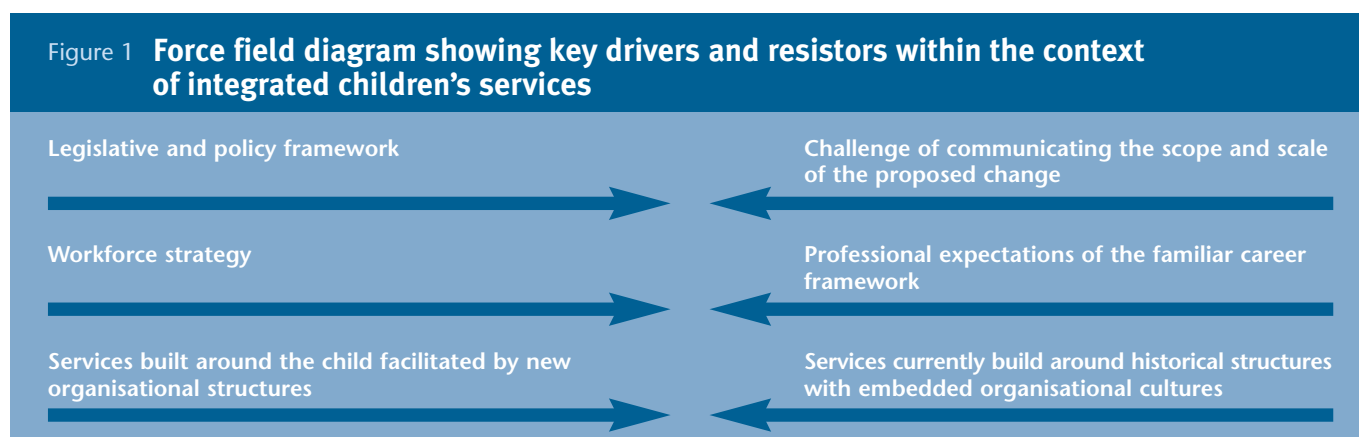 Figure 1 Force field diagram showing key drivers and resistors within the context
of integrated children's services
Legislative and policy framework
Challenge of communicating the scope and scale
of the proposed change
Workforce strategy
Professional expectations of the familiar career
framework
Services built around the child facilitated by new
organisational structures
Services currently build around historical structures
with embedded organisational cultures